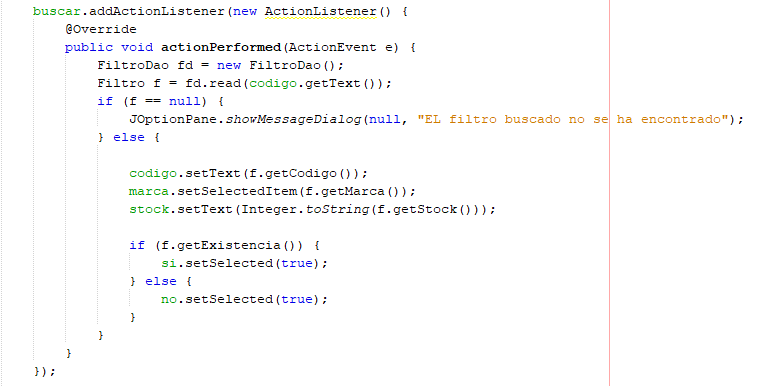 buscar.addActionListener(new ActionListener() {
@Override
public void actionPerformed(ActionEvent e) {
FiltroDao fd = new FiltroDao();
Filtro f = fd.read(codigo.getText());
if (f == null) {
JOptionPane.showMessageDialog(null, "EL filtro buscado no se ha encontrado");
} else {
codigo.setText(f.getCodigo());
marca.setSelectedItem(f.getMarca());
stock.setText(Integer.toString(f.getStock()));
if (f.getExistencia()) {
si.setSelected(true);
} else {
no.setSelected(true);
}
}
}
});